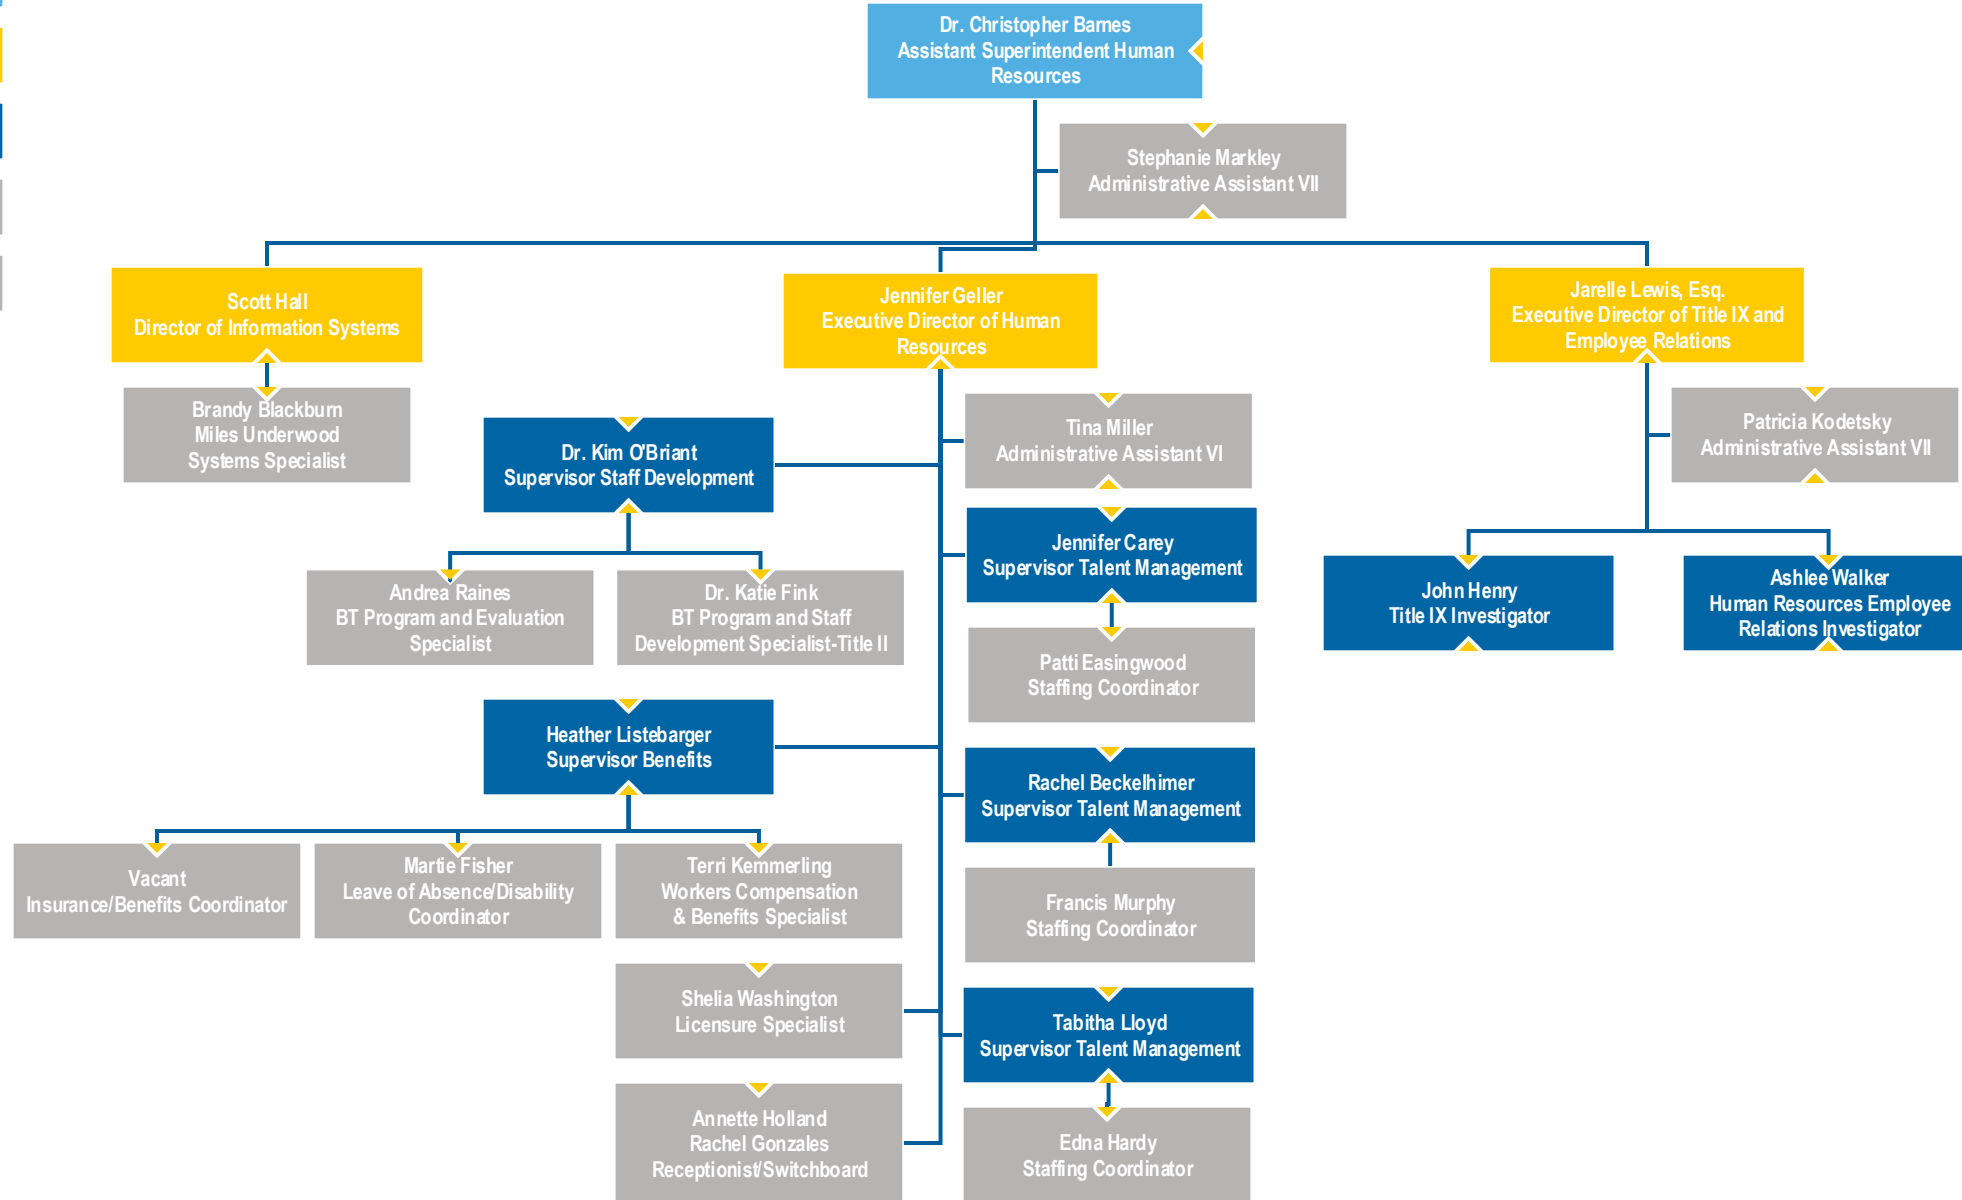 Dr. Christopher Barnes
Assistant Superintendent Human
Resources
Stephanie Markley
Administrative Assistant VII
Scott Hall
Director of Information Systems
Jennifer Geller
Executive Director of Human
Resources
Jarelle Lewis, Esq.
Executive Director of Title IX and
Employee Relations
Brandy Blackburn
Miles Underwood
Systems Specialist
Dr. Kim O'Briant
Supervisor Staff Development
Tina Miller
Administrative Assistant VI
Patricia Kodetsky
Administrative Assistant VII
Jennifer Carey
Supervisor Talent Management
Andrea Raines
BT Program and Evaluation
Specialist
Dr. Katie Fink
BT Program and Staff
Development Specialist-Title II
John Henry
Title IX Investigator
Ashlee Walker
Human Resources Employee
Relations Investigator
Patti Easingwood
Staffing Coordinator
Heather Listebarger
Supervisor Benefits
Rachel Beckelhimer
Supervisor Talent Management
Vacant
Insurance/Benefits Coordinator
Martie Fisher
Leave of Absence/Disability
Coordinator
Terri Kemmerling
Workers Compensation
& Benefits Specialist
Francis Murphy
Staffing Coordinator
Shelia Washington
Licensure Specialist
Tabitha Lloyd
Supervisor Talent Management
Annette Holland
Rachel Gonzales
Receptionist/Switchboard
Edna Hardy
Staffing Coordinator